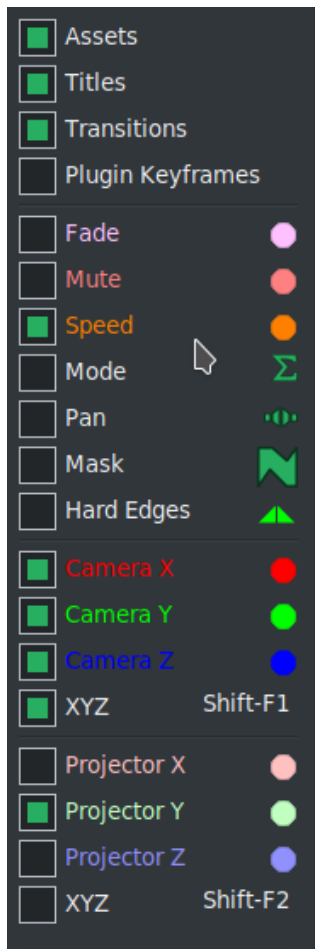 Assets
Titles
Transitions
Plugin Keyframes
Fade
Mute
Speed
Mode Σ
Pan
Mask
Hard Edges
Camera X
Camera Y
Camera Z
XYZ Shift-F1
Projector X
Projector Y
Projector Z
XYZ Shift-F2